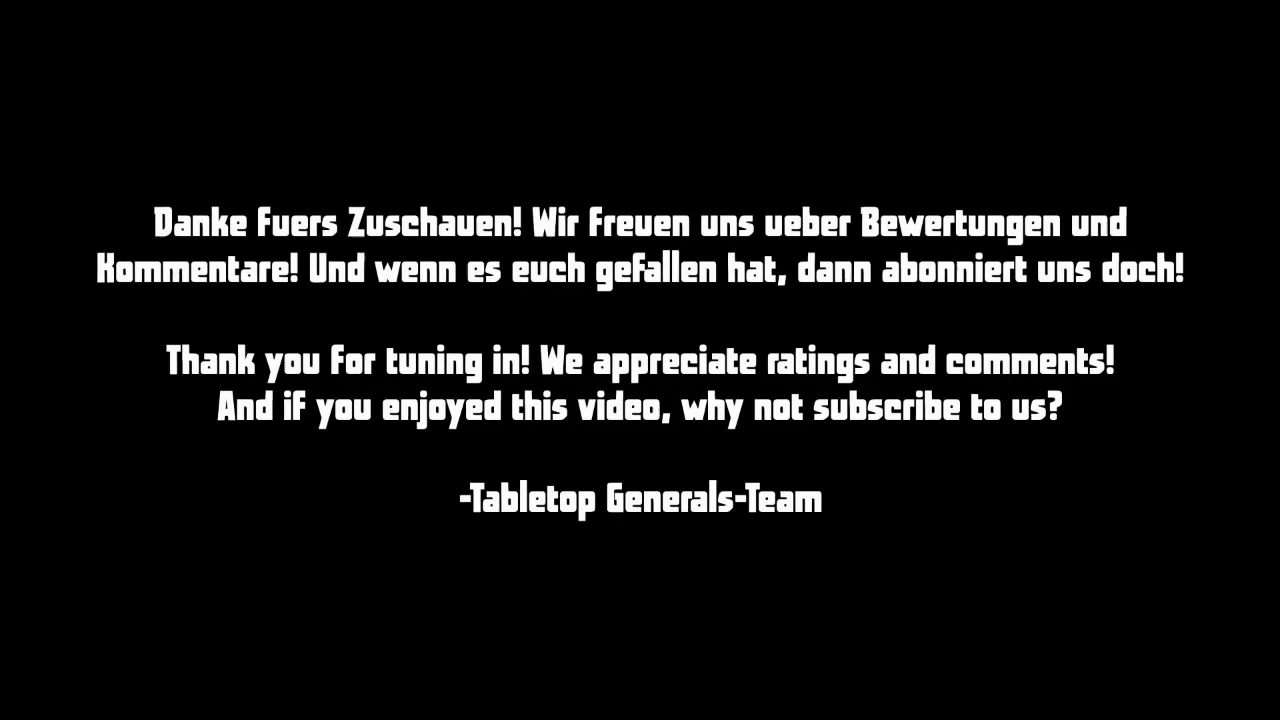 Danke fuers Zuschauen! Wir freuen uns ueber Bewertungen und
Kommentare! Und wenn es euch gefallen hat, dann abonniert uns doch!
Thank you for tuning in! We appreciate ratings and comments!
And if you enjoyed this video, why not subscribe to us?
-Tabletop Generals-Team